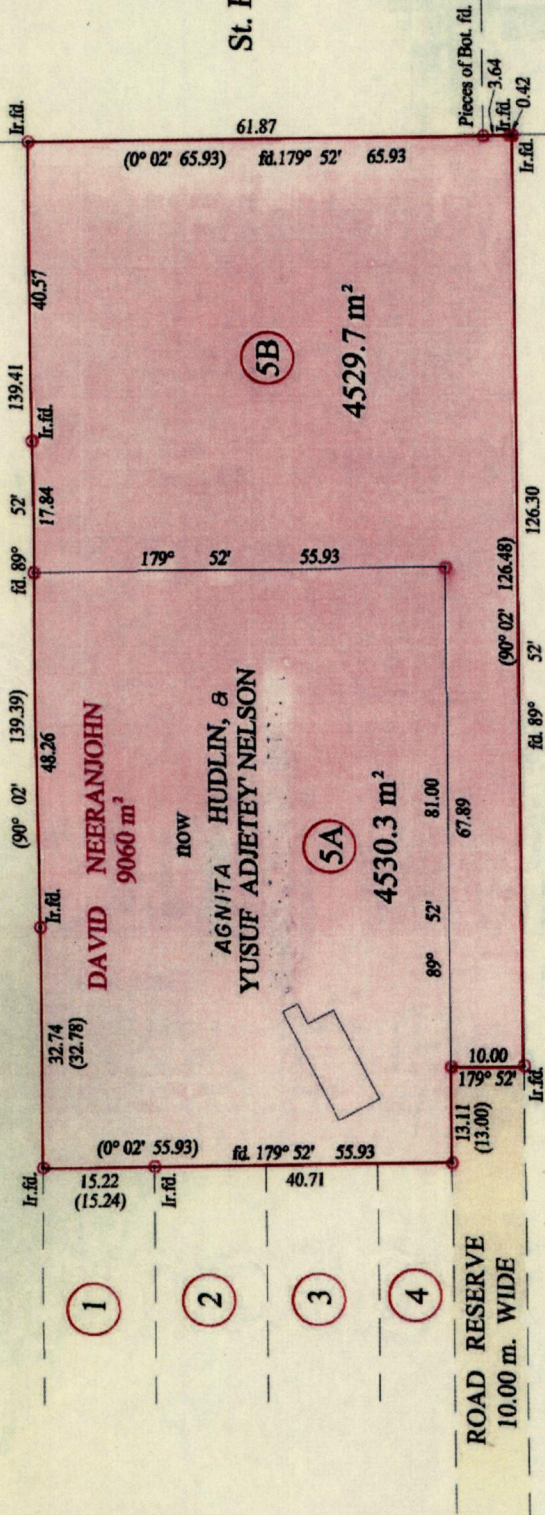 St.
Ir.fd.
(90° 02' 139.39)
fd. 89° 52' 139.41
32.74
(32.78)
Ir.fd.
48.26
17.84
Ir.fd.
40.57
Ir.fd.
DAVID NEERANJOHN
9060 m²
now
AGNITA HUDLIN, &
YUSUF ADJETEY NELSON
5A
4530.3 m²
179° 52' 55.93
5B
4529.7 m²
61.87
(0° 02' 65.93) fd.179° 52' 65.93
Pieces of Bot. fd.
3.64
Ir.fd.
0.42
Ir.fd.
(0° 02' 55.93) fd. 179° 52' 55.93
15.22
(15.24)
Ir.fd.
40.71
1
2
3
4
89° 52' 81.00
67.89
13.11
(13.00)
10.00
179° 52'
Ir.fd.
(90° 02' 126.48)
fd. 89° 52' 126.30
ROAD RESERVE
10.00 m. WIDE